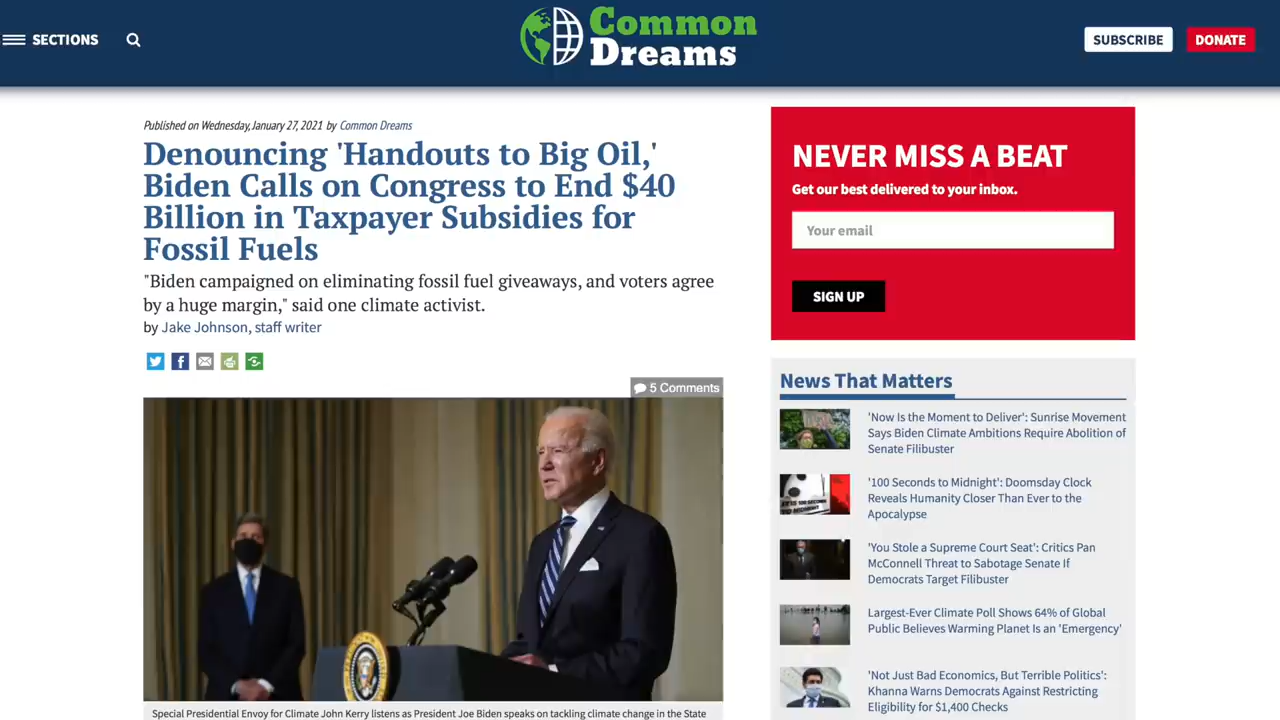 SECTIONS
Common
Dreams
SUBSCRIBE
DONATE
Published on Wednesday, January 27, 2021 by Common Dreams
Denouncing 'Handouts to Big Oil,'
Biden Calls on Congress to End $40
Billion in Taxpayer Subsidies for
Fossil Fuels
"Biden campaigned on eliminating fossil fuel giveaways, and voters agree
by a huge margin," said one climate activist.
by Jake Johnson, staff writer
5 Comments
Special Presidential Envoy for Climate John Kerry listens as President Joe Biden speaks on tackling climate change in the State
NEVER MISS A BEAT
Get our best delivered to your inbox.
Your email
SIGN UP
News That Matters
'Now Is the Moment to Deliver': Sunrise Movement
Says Biden Climate Ambitions Require Abolition of
Senate Filibuster
'100 Seconds to Midnight': Doomsday Clock
Reveals Humanity Closer Than Ever to the
Apocalypse
'You Stole a Supreme Court Seat': Critics Pan
McConnell Threat to Sabotage Senate If
Democrats Target Filibuster
Largest-Ever Climate Poll Shows 64% of Global
Public Believes Warming Planet Is an 'Emergency'
'Not Just Bad Economics, But Terrible Politics':
Khanna Warns Democrats Against Restricting
Eligibility for $1,400 Checks